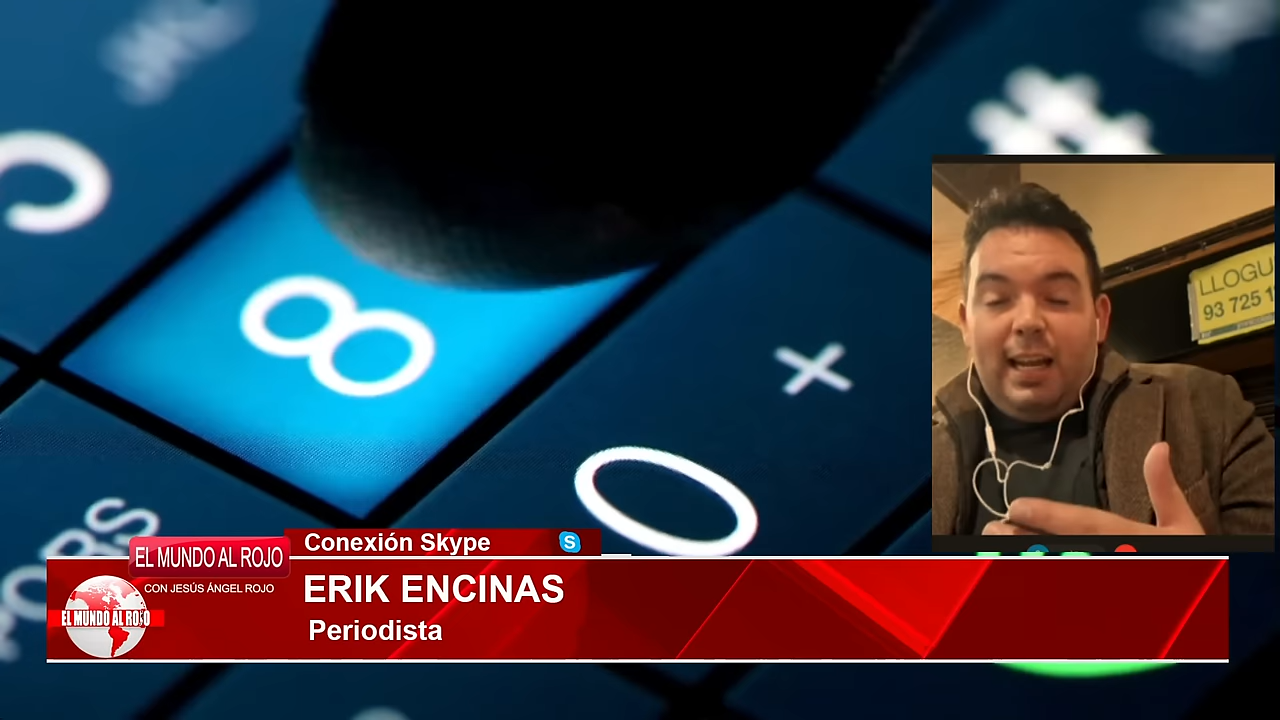 8
0
+
#
LLOGU
93 725 1
Conexión Skype
EL MUNDO AL ROJO
CON JESÚS ÁNGEL ROJO
EL MUNDO AL ROJO
ERIK ENCINAS
Periodista